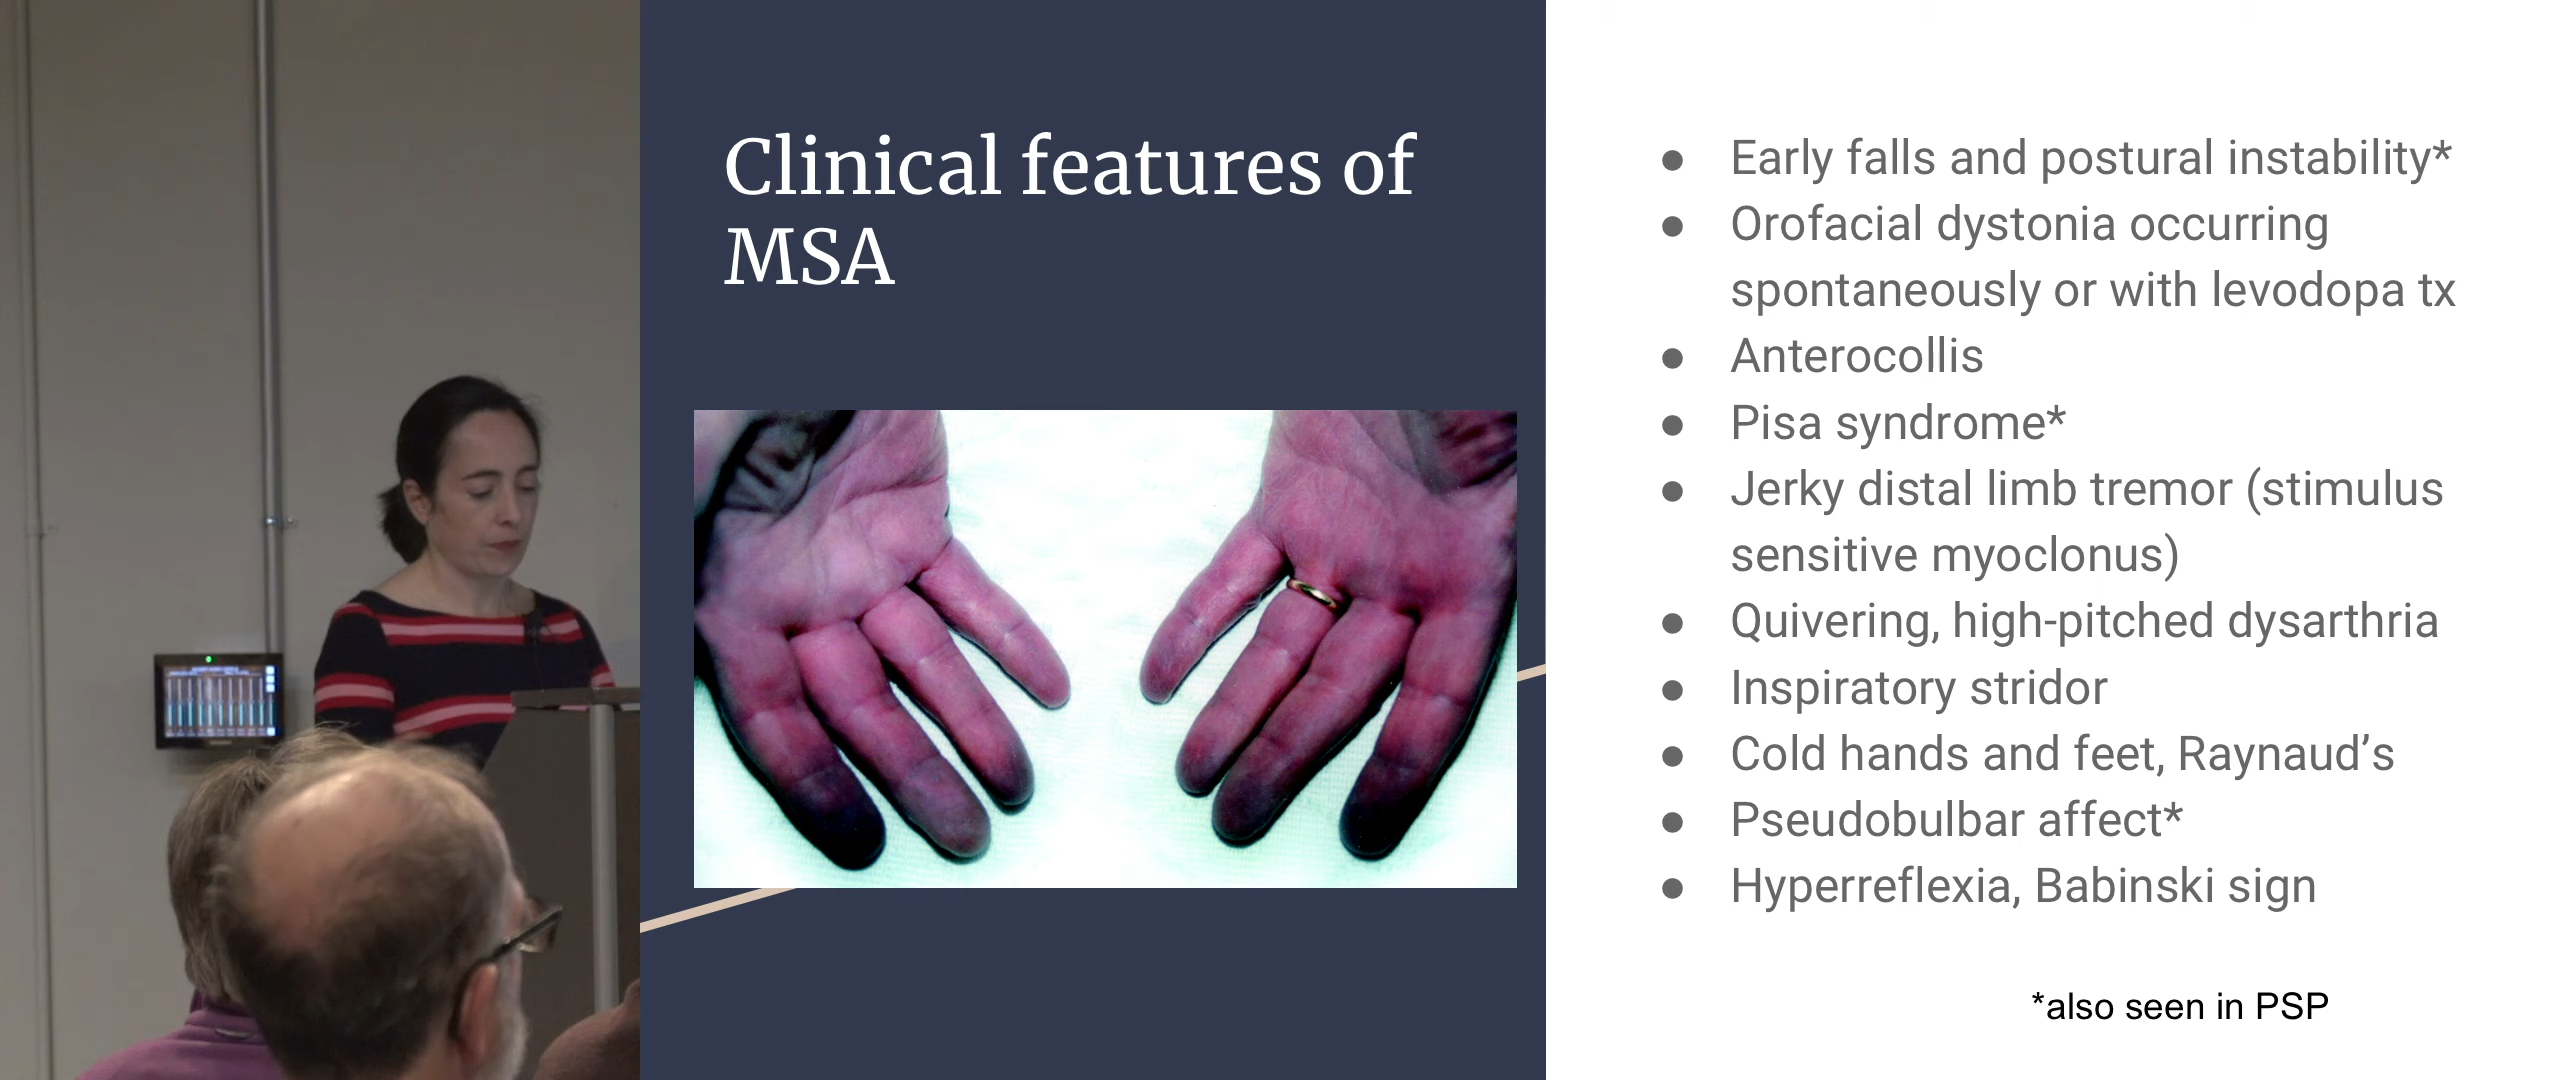 Clinical features of
MSA
● Early falls and postural instability*
● Orofacial dystonia occurring
spontaneously or with levodopa tx
● Anterocollis
● Pisa syndrome*
● Jerky distal limb tremor (stimulus
sensitive myoclonus)
● Quivering, high-pitched dysarthria
● Inspiratory stridor
● Cold hands and feet, Raynaud’s
● Pseudobulbar affect*
● Hyperreflexia, Babinski sign
*also seen in PSP